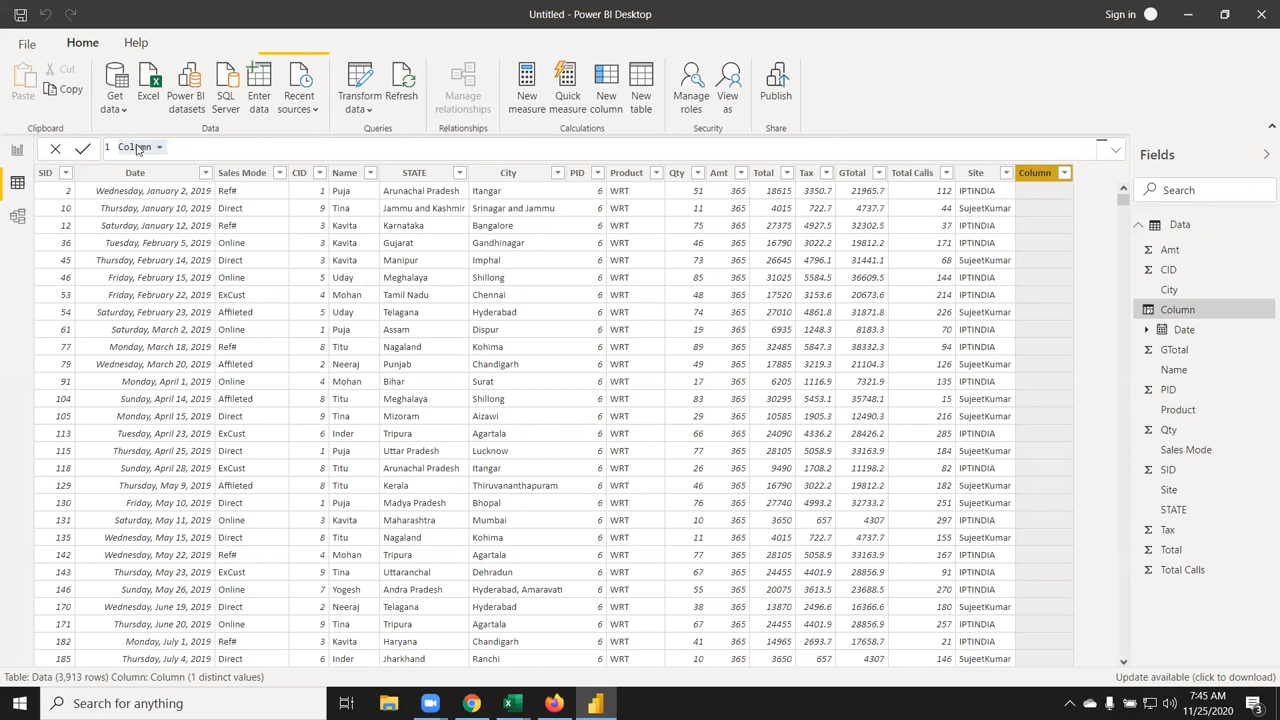 Untitled - Power BI Desktop
Sign in
File Home Help
Paste Cut Copy
Get data Excel Power BI datasets SQL Server Enter data Recent sources
Transform data Refresh
Manage relationships
New measure Quick measure New column New table
Manage roles View as
Publish
Clipboard Data Queries Relationships Calculations Security Share
1 Column =
SID Date Sales Mode CID Name STATE City PID Product Qty Amt Total Tax GTotal Total Calls Site Column
2 Wednesday, January 2, 2019 Ref# 1 Puja Arunachal Pradesh Itangar 6 WRT 51 365 18615 3350.7 21965.7 112 IPTINDIA
10 Thursday, January 10, 2019 Direct 9 Tina Jammu and Kashmir Srinagar and Jammu 6 WRT 11 365 4015 722.7 4737.7 44 SujeetKumar
12 Saturday, January 12, 2019 Ref# 3 Kavita Karnataka Bangalore 6 WRT 75 365 27375 4927.5 32302.5 37 IPTINDIA
36 Tuesday, February 5, 2019 Online 3 Kavita Gujarat Gandhinagar 6 WRT 46 365 16790 3022.2 19812.2 171 IPTINDIA
45 Thursday, February 14, 2019 Direct 3 Kavita Manipur Imphal 6 WRT 73 365 26645 4796.1 31441.1 68 SujeetKumar
46 Friday, February 15, 2019 Online 5 Uday Meghalaya Shillong 6 WRT 85 365 31025 5584.5 36609.5 144 IPTINDIA
53 Friday, February 22, 2019 ExCust 4 Mohan Tamil Nadu Chennai 6 WRT 48 365 17520 3153.6 20673.6 214 IPTINDIA
54 Saturday, February 23, 2019 Affileted 5 Uday Telagana Hyderabad 6 WRT 74 365 27010 4861.8 31871.8 226 SujeetKumar
61 Saturday, March 2, 2019 Online 1 Puja Assam Dispur 6 WRT 19 365 6935 1248.3 8183.3 70 IPTINDIA
77 Monday, March 18, 2019 Ref# 8 Titu Nagaland Kohima 6 WRT 89 365 32485 5847.3 38332.3 94 IPTINDIA
79 Wednesday, March 20, 2019 Affileted 2 Neeraj Punjab Chandigarh 6 WRT 49 365 17885 3219.3 21104.3 126 SujeetKumar
91 Monday, April 1, 2019 Online 4 Mohan Bihar Surat 6 WRT 17 365 6205 1116.9 7321.9 135 IPTINDIA
104 Sunday, April 14, 2019 Affileted 8 Titu Meghalaya Shillong 6 WRT 83 365 30295 5453.1 35748.1 15 SujeetKumar
105 Monday, April 15, 2019 Direct 9 Tina Mizoram Aizawi 6 WRT 29 365 10585 1905.3 12490.3 216 SujeetKumar
113 Tuesday, April 23, 2019 ExCust 6 Inder Tripura Agartala 6 WRT 66 365 24090 4336.2 28426.2 285 IPTINDIA
115 Thursday, April 25, 2019 Direct 1 Puja Uttar Pradesh Lucknow 6 WRT 77 365 28105 5058.9 33163.9 184 SujeetKumar
118 Sunday, April 28, 2019 ExCust 8 Titu Arunachal Pradesh Itangar 6 WRT 26 365 9490 1708.2 11198.2 82 IPTINDIA
129 Thursday, May 9, 2019 Affileted 8 Titu Kerala Thiruvananthapuram 6 WRT 46 365 16790 3022.2 19812.2 182 SujeetKumar
130 Friday, May 10, 2019 Direct 1 Puja Madya Pradesh Bhopal 6 WRT 76 365 27740 4993.2 32733.2 251 SujeetKumar
131 Saturday, May 11, 2019 Online 3 Kavita Maharashtra Mumbai 6 WRT 10 365 3650 657 4307 297 IPTINDIA
135 Wednesday, May 15, 2019 Direct 8 Titu Nagaland Kohima 6 WRT 11 365 4015 722.7 4737.7 155 SujeetKumar
142 Wednesday, May 22, 2019 Ref# 4 Mohan Tripura Agartala 6 WRT 77 365 28105 5058.9 33163.9 167 IPTINDIA
143 Thursday, May 23, 2019 ExCust 9 Tina Uttaranchal Dehradun 6 WRT 67 365 24455 4401.9 28856.9 91 IPTINDIA
146 Sunday, May 26, 2019 Online 7 Yogesh Andra Pradesh Hyderabad, Amaravati 6 WRT 55 365 20075 3613.5 23688.5 270 IPTINDIA
170 Wednesday, June 19, 2019 Direct 2 Neeraj Telagana Hyderabad 6 WRT 38 365 13870 2496.6 16366.6 180 SujeetKumar
171 Thursday, June 20, 2019 Online 9 Tina Tripura Agartala 6 WRT 67 365 24455 4401.9 28856.9 257 IPTINDIA
182 Monday, July 1, 2019 Ref# 3 Kavita Haryana Chandigarh 6 WRT 41 365 14965 2693.7 17658.7 21 IPTINDIA
185 Thursday, July 4, 2019 Direct 6 Inder Jharkhand Ranchi 6 WRT 10 365 3650 657 4307 146 SujeetKumar
Fields
Search
Data
Amt
CID
City
Column
Date
GTotal
Name
PID
Product
Qty
Sales Mode
SID
Site
STATE
Tax
Total
Total Calls
Table: Data (3,913 rows) Column: Column (1 distinct values)
Update available (click to download)
Search for anything
7:45 AM
11/25/2020
3